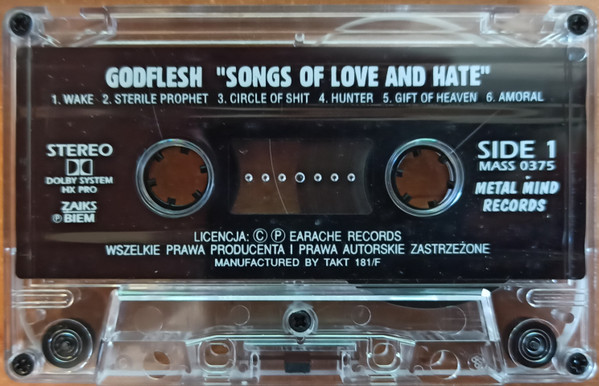 GODFLESH "SONGS OF LOVE AND HATE"
1. WAKE 2. STERILE PROPHET 3. CIRCLE OF SHIT 4. HUNTER 5. GIFT OF HEAVEN 6. AMORAL
STEREO
DOLBY SYSTEM
HX PRO
ZAIKS
℗ BIEM
SIDE 1
MASS 0375
METAL MIND
RECORDS
LICENCJA: Ⓒ Ⓟ EARACHE RECORDS
WSZELKIE PRAWA PRODUCENTA I PRAWA AUTORSKIE ZASTRZEŻONE
MANUFACTURED BY TAKT 181/F